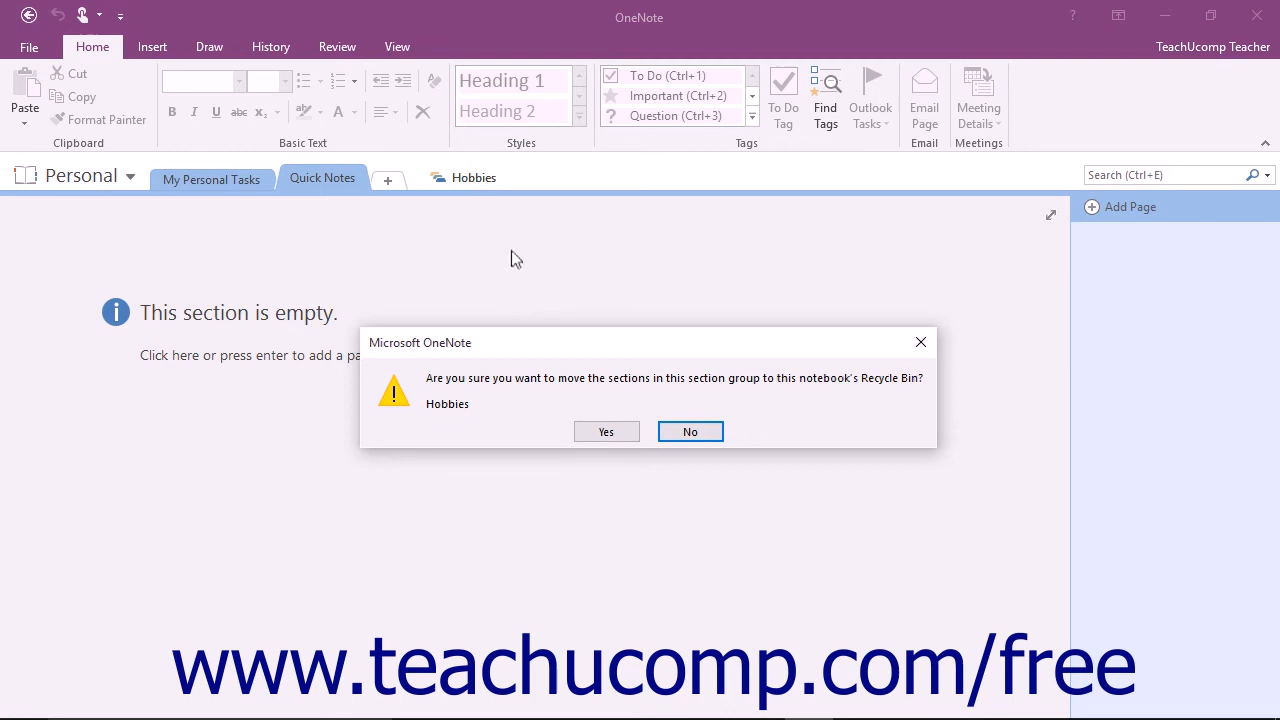 OneNote
?
File
Home
Insert
Draw
History
Review
View
TeachUcomp Teacher
Paste
Cut
Copy
Format Painter
Clipboard
B I U abc x₂ A
Basic Text
Heading 1
Heading 2
Styles
To Do (Ctrl+1)
Important (Ctrl+2)
? Question (Ctrl+3)
To Do
Tag
Find
Tags
Tags
Outlook
Tasks
Email
Page
Email
Meeting
Details
Meetings
Personal
My Personal Tasks
Quick Notes
+
Hobbies
Search (Ctrl+E)
Add Page
This section is empty.
Click here or press enter to add a pa
Microsoft OneNote
Are you sure you want to move the sections in this section group to this notebook's Recycle Bin?
Hobbies
Yes
No
www.teachucomp.com/free